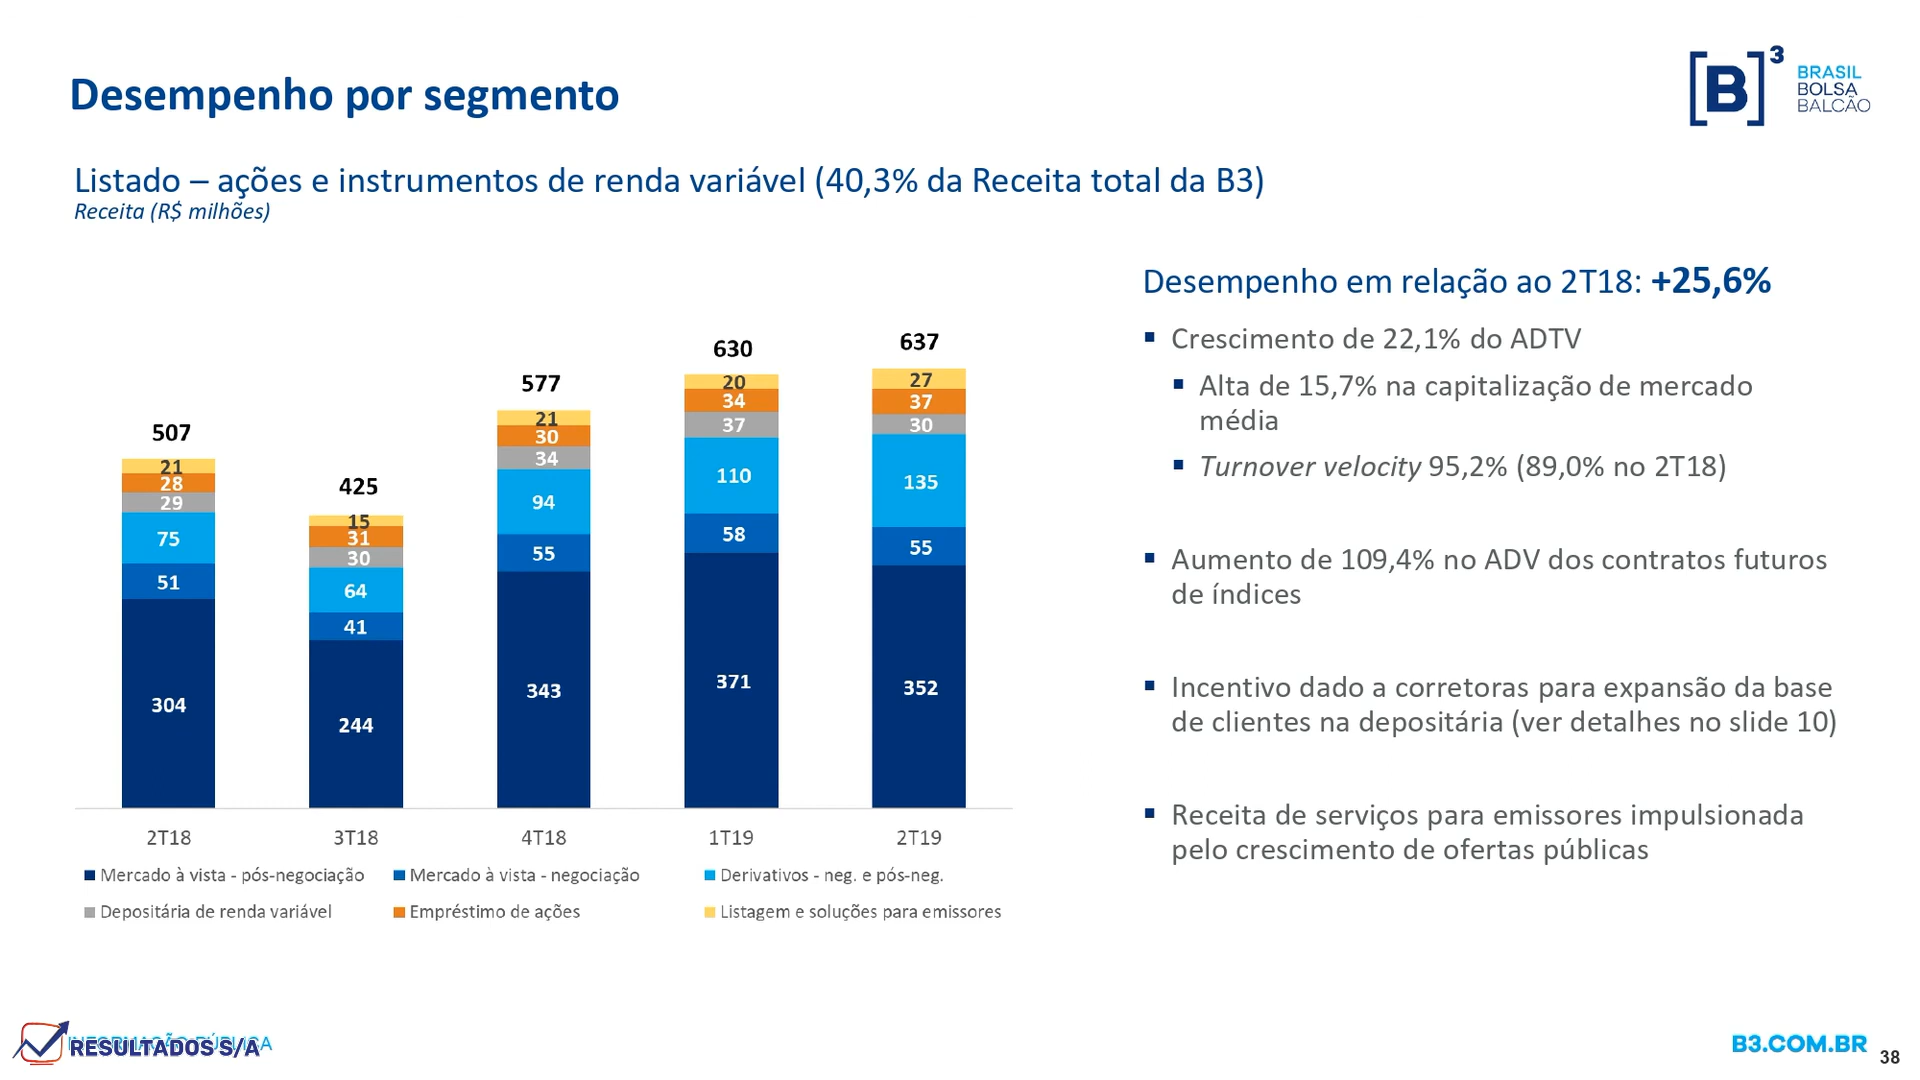 Desempenho por segmento
[B]³ BRASIL
BOLSA
BALCÃO
Listado – ações e instrumentos de renda variável (40,3% da Receita total da B3)
Receita (R$ milhões)
507
21
28
29
75
51
304
425
15
31
30
64
41
244
577
21
30
34
94
55
343
630
20
34
37
110
58
371
637
27
37
30
135
55
352
2T18 3T18 4T18 1T19 2T19
Mercado à vista - pós-negociação Mercado à vista - negociação Derivativos - neg. e pós-neg.
Depositária de renda variável Empréstimo de ações Listagem e soluções para emissores
Desempenho em relação ao 2T18: +25,6%
Crescimento de 22,1% do ADTV
Alta de 15,7% na capitalização de mercado
média
Turnover velocity 95,2% (89,0% no 2T18)
Aumento de 109,4% no ADV dos contratos futuros
de índices
Incentivo dado a corretoras para expansão da base
de clientes na depositária (ver detalhes no slide 10)
Receita de serviços para emissores impulsionada
pelo crescimento de ofertas públicas
INFORMAÇÃO PÚBLICA
RESULTADOS S/A
B3.COM.BR
38